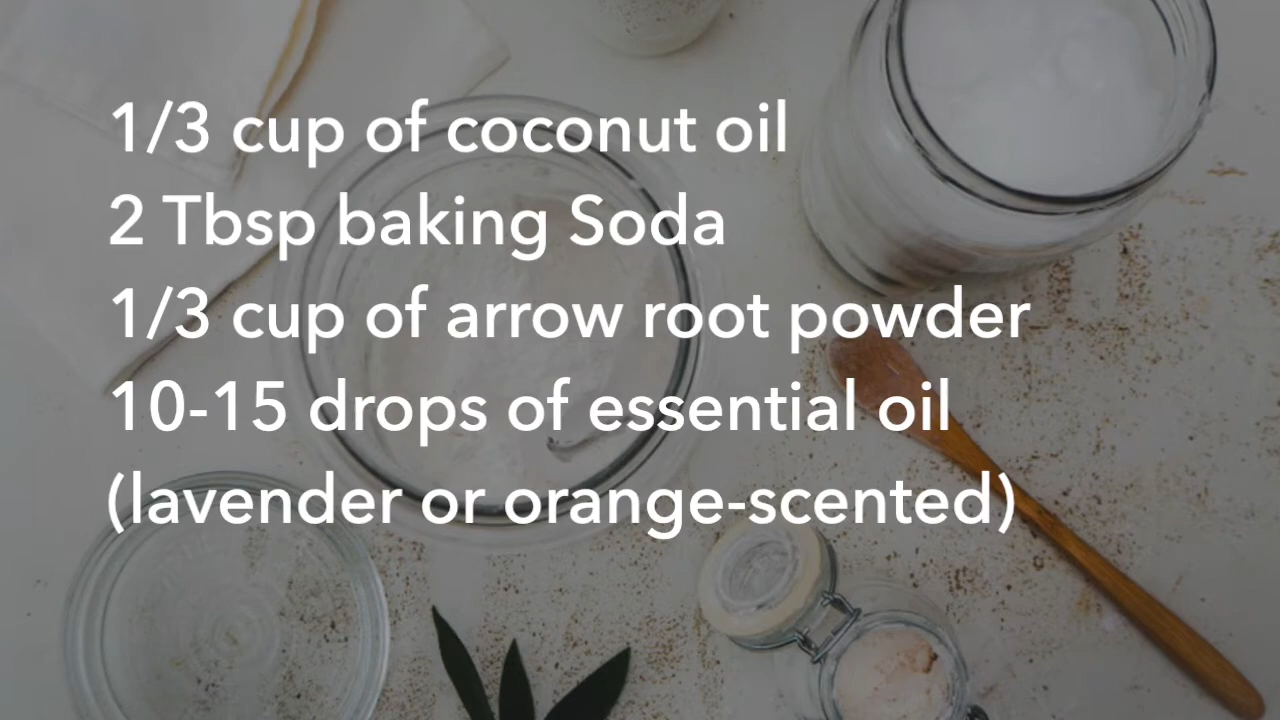 1/3 cup of coconut oil
2 Tbsp baking Soda
1/3 cup of arrow root powder
10-15 drops of essential oil
(lavender or orange-scented)